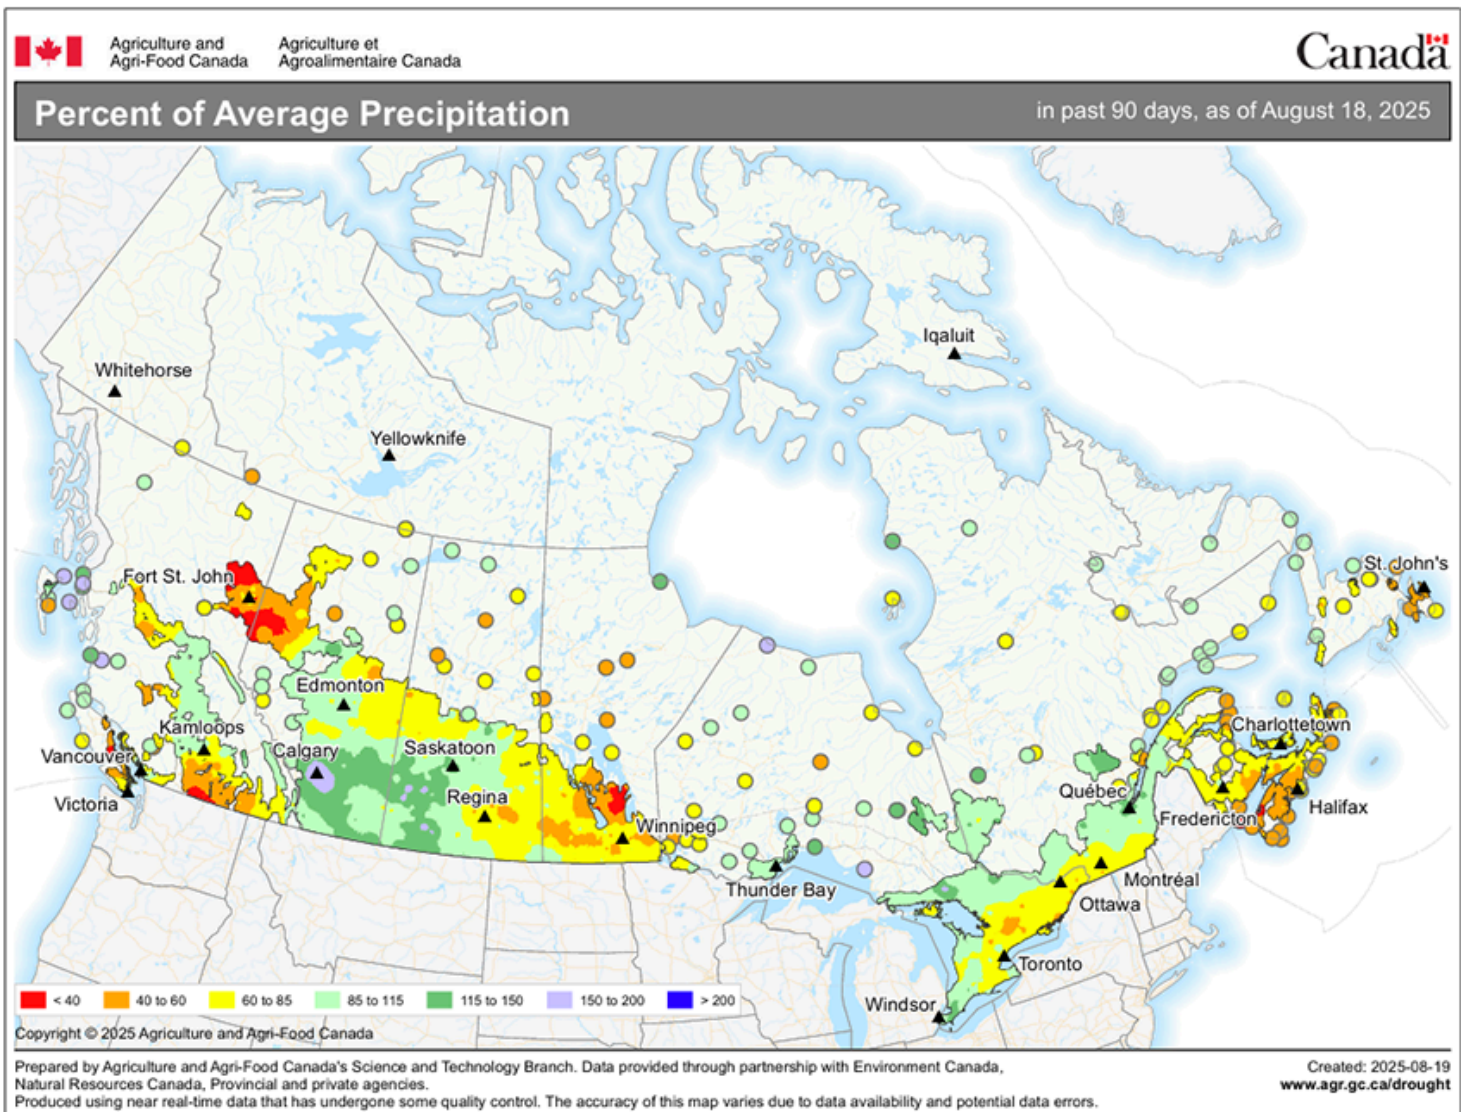 Agriculture and
Agri-Food Canada
Agriculture et
Agroalimentaire Canada
Canada
Percent of Average Precipitation
in past 90 days, as of August 18, 2025
Iqaluit
Whitehorse
Yellowknife
St. John's
Fort St. John
Edmonton
Kamloops
Charlottetown
Calgary
Saskatoon
Vancouver
Québec
Regina
Victoria
Halifax
Fredericton
Winnipeg
Montréal
Thunder Bay
Ottawa
Toronto
Windsor
< 40 40 to 60 60 to 85 85 to 115 115 to 150 150 to 200 > 200
Copyright © 2025 Agriculture and Agri-Food Canada
Prepared by Agriculture and Agri-Food Canada's Science and Technology Branch. Data provided through partnership with Environment Canada,
Natural Resources Canada, Provincial and private agencies.
Produced using near real-time data that has undergone some quality control. The accuracy of this map varies due to data availability and potential data errors.
Created: 2025-08-19
www.agr.gc.ca/drought